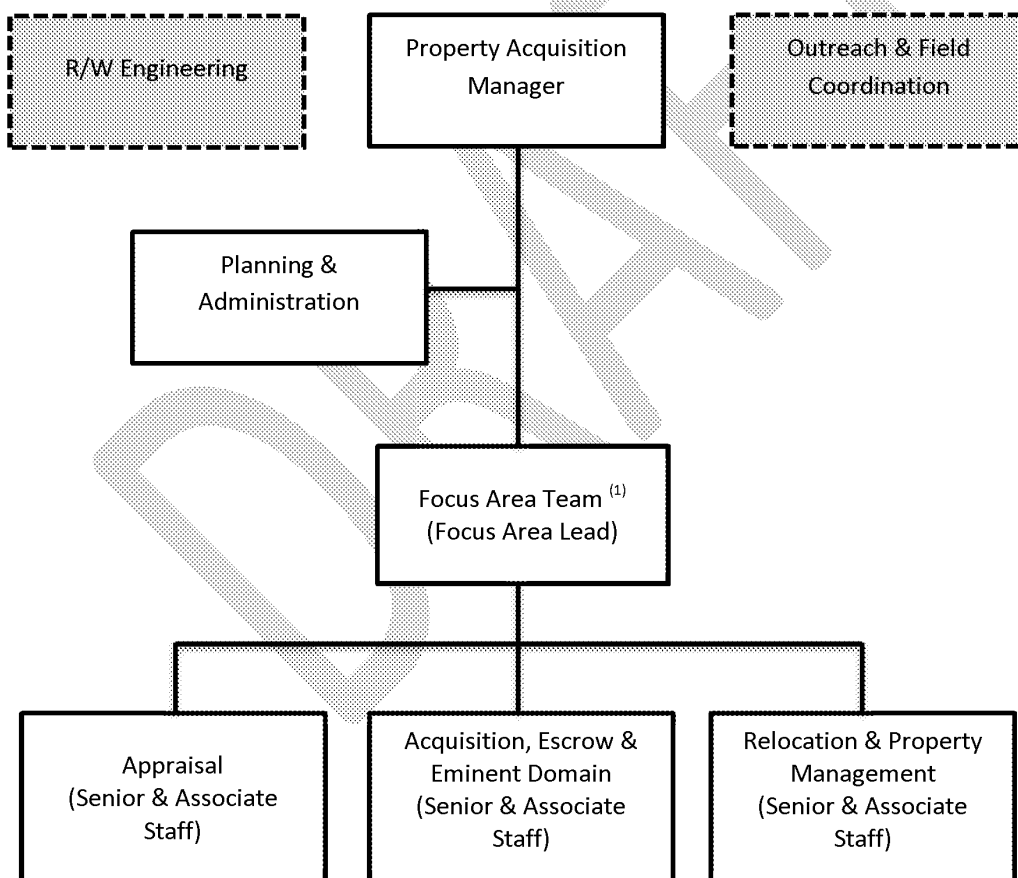 R/W Engineering
Property Acquisition
Manager
Outreach & Field
Coordination
Planning &
Administration
Focus Area Team (1)
(Focus Area Lead)
Appraisal
(Senior & Associate
Staff)
Acquisition, Escrow &
Eminent Domain
(Senior & Associate
Staff)
Relocation & Property
Management
(Senior & Associate
Staff)
DRAFT